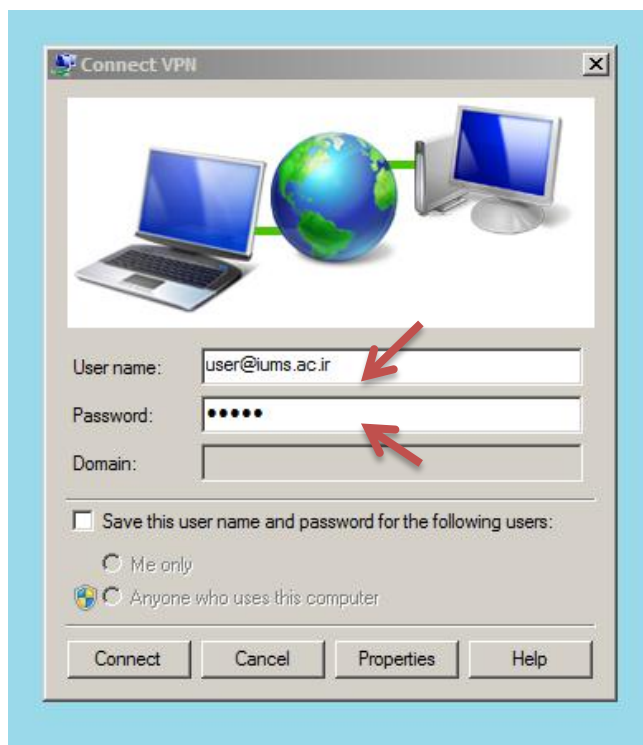 Connect VPN
User name: user@iums.ac.ir
Password: •••••
Domain:
Save this user name and password for the following users:
Me only
Anyone who uses this computer
Connect Cancel Properties Help